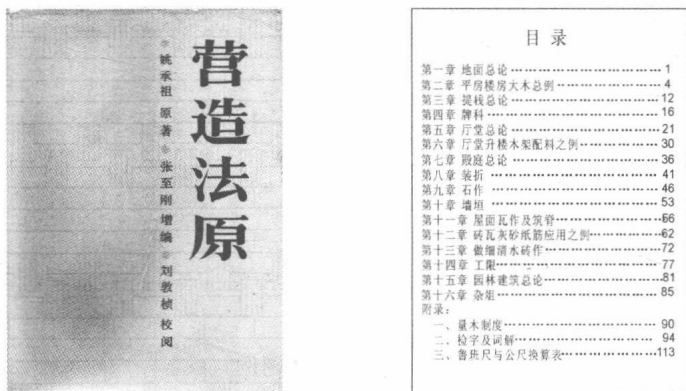 营造法原
姚承祖 原著 张至刚 增编 刘敦桢 校阅
目录
第一章 地面总论 1
第二章 平房楼房大木总例 4
第三章 提栈总论 12
第四章 牌科 16
第五章 厅堂总论 21
第六章 厅堂升楼木架配料之例 30
第七章 殿庭总论 36
第八章 装折 41
第九章 石作 46
第十章 墙垣 53
第十一章 屋面瓦作及筑脊 56
第十二章 砖瓦灰砂纸筋应用之例 62
第十三章 做细清水砖作 72
第十四章 工限 77
第十五章 园林建筑总论 81
第十六章 杂俎 85
附录：
一、量木制度 90
二、检字及词解 94
三、鲁班尺与公尺换算表 113